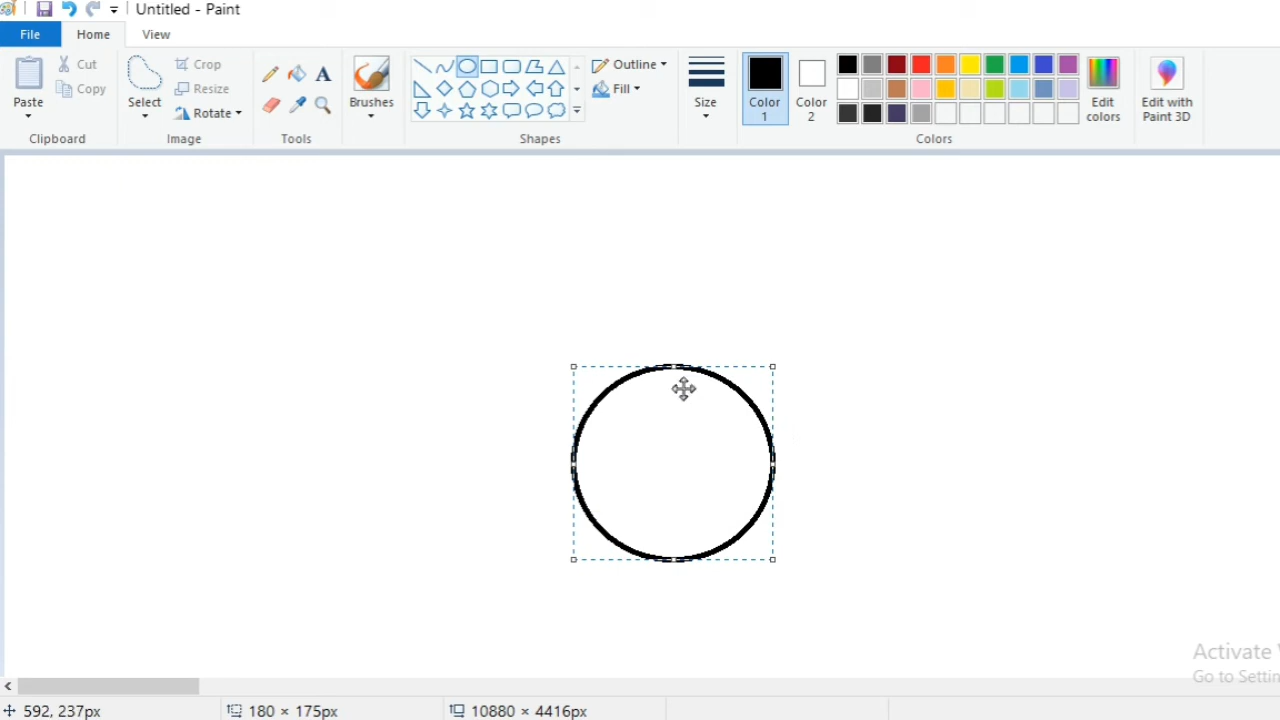 Untitled - Paint
File Home View
Paste
Cut
Copy
Clipboard
Select
Crop
Resize
Rotate
Image
A
Tools
Brushes
Shapes
Outline
Fill
Size
Color 1
Color 2
Colors
Edit colors
Edit with Paint 3D
Activate
Go to Settin
592, 237px 180 × 175px 10880 × 4416px